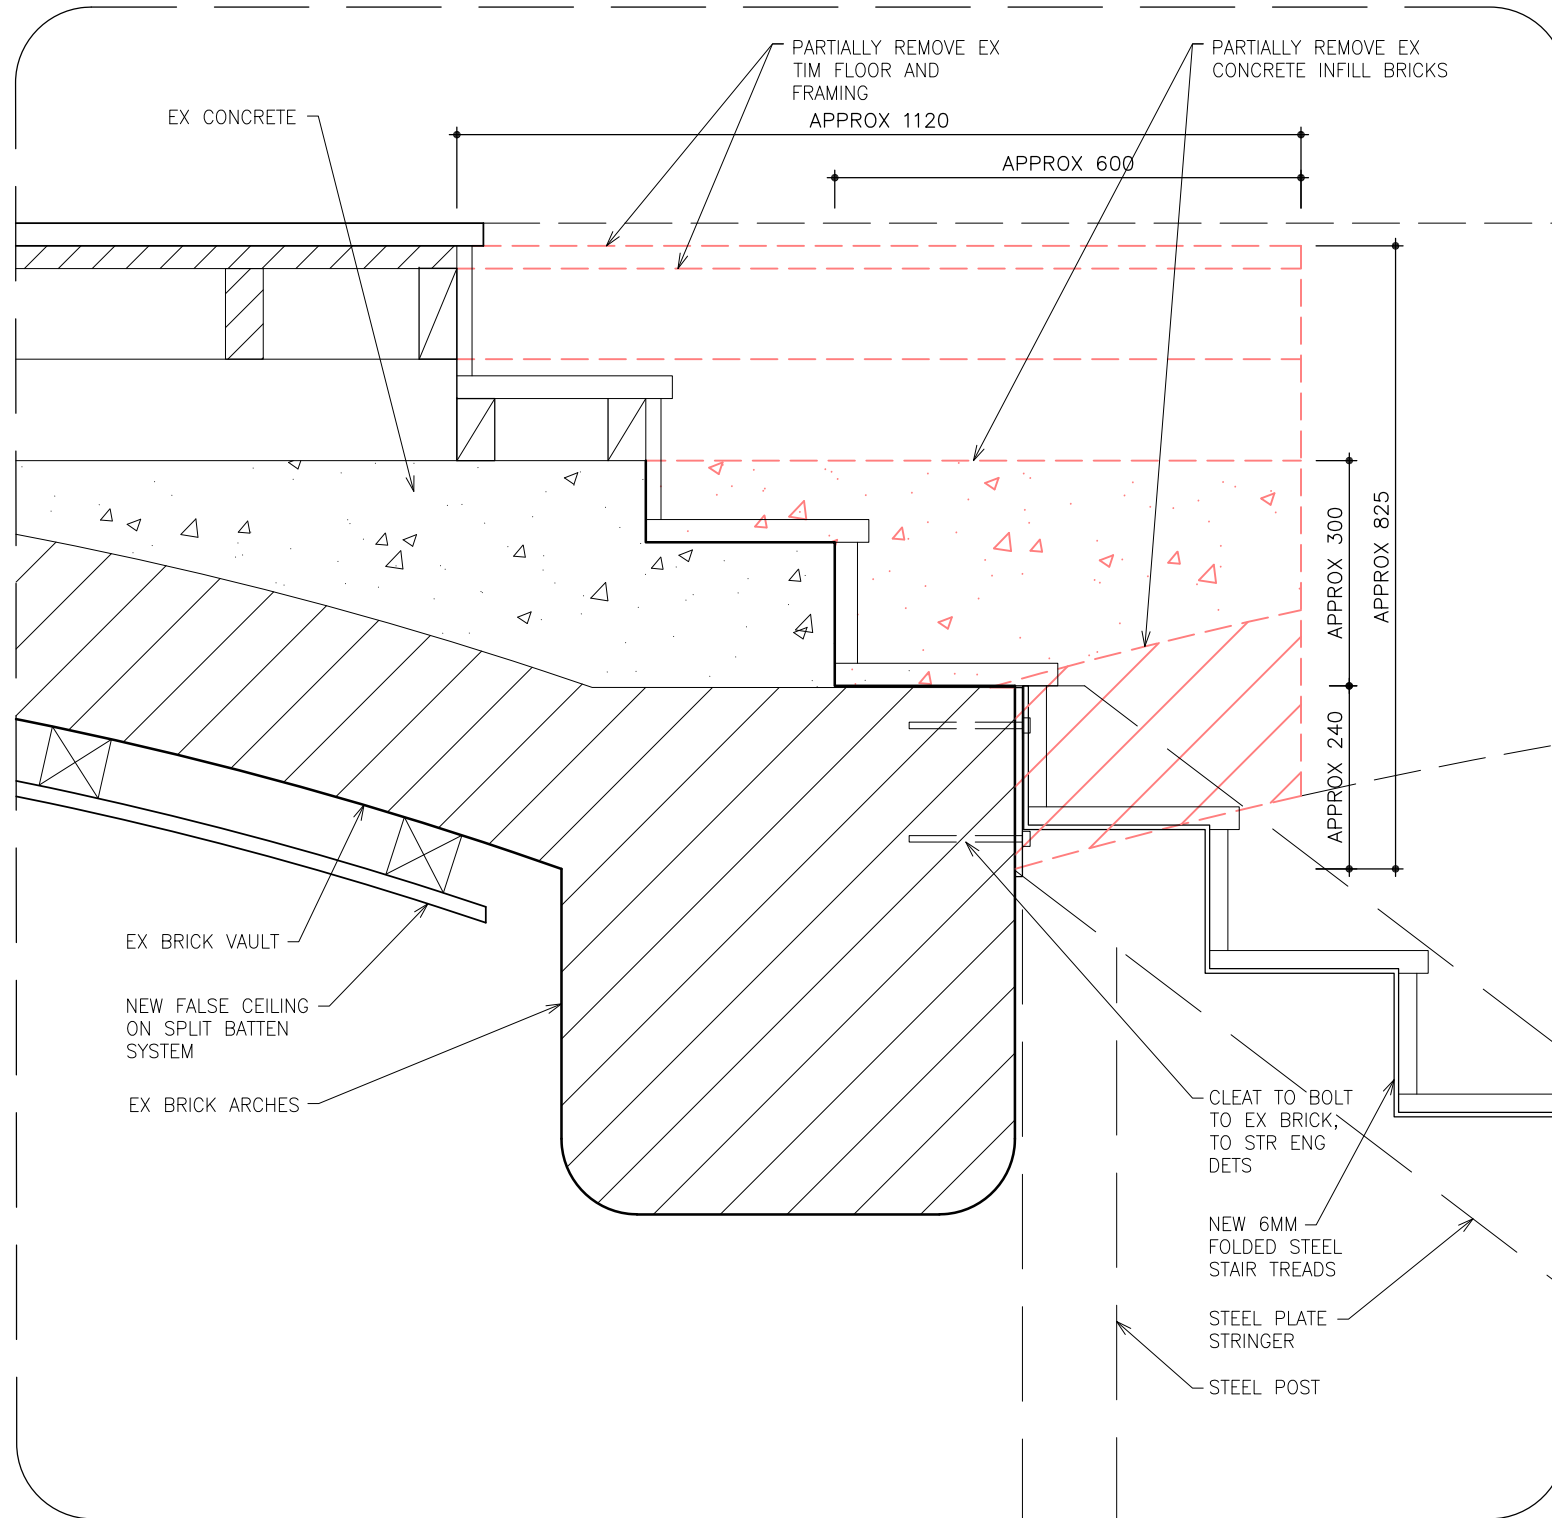 PARTIALLY REMOVE EX
TIM FLOOR AND
FRAMING
PARTIALLY REMOVE EX
CONCRETE INFILL BRICKS
EX CONCRETE
APPROX 1120
APPROX 600
APPROX 300
APPROX 825
APPROX 240
EX BRICK VAULT
NEW FALSE CEILING
ON SPLIT BATTEN
SYSTEM
EX BRICK ARCHES
CLEAT TO BOLT
TO EX BRICK,
TO STR ENG
DETS
NEW 6MM
FOLDED STEEL
STAIR TREADS
STEEL PLATE
STRINGER
STEEL POST